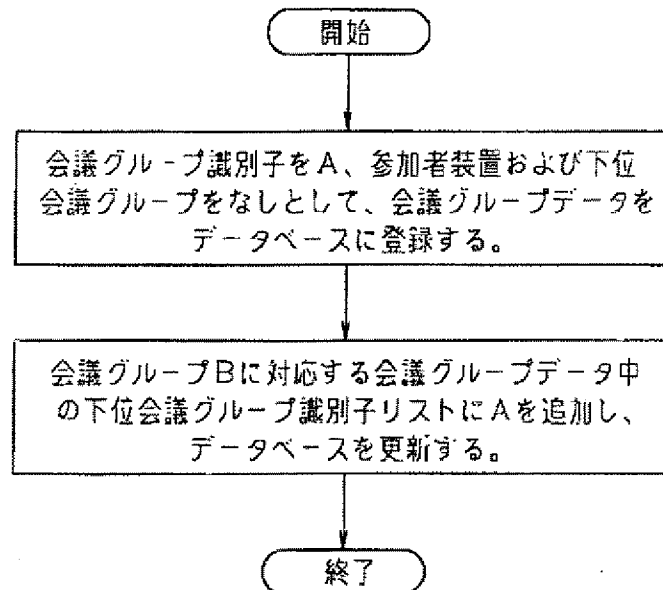 開始
会議グループ識別子をA、参加者装置および下位
会議グループをなしとして、会議グループデータを
データベースに登録する。
会議グループBに対応する会議グループデータ中
の下位会議グループ識別子リストにAを追加し、
データベースを更新する。
終了